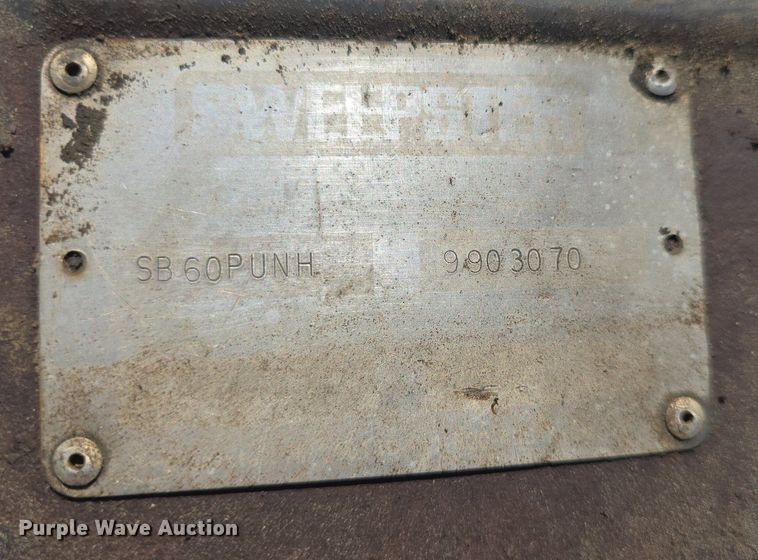 SWEEPSTER
SB60PUNH 9903070
Purple Wave Auction